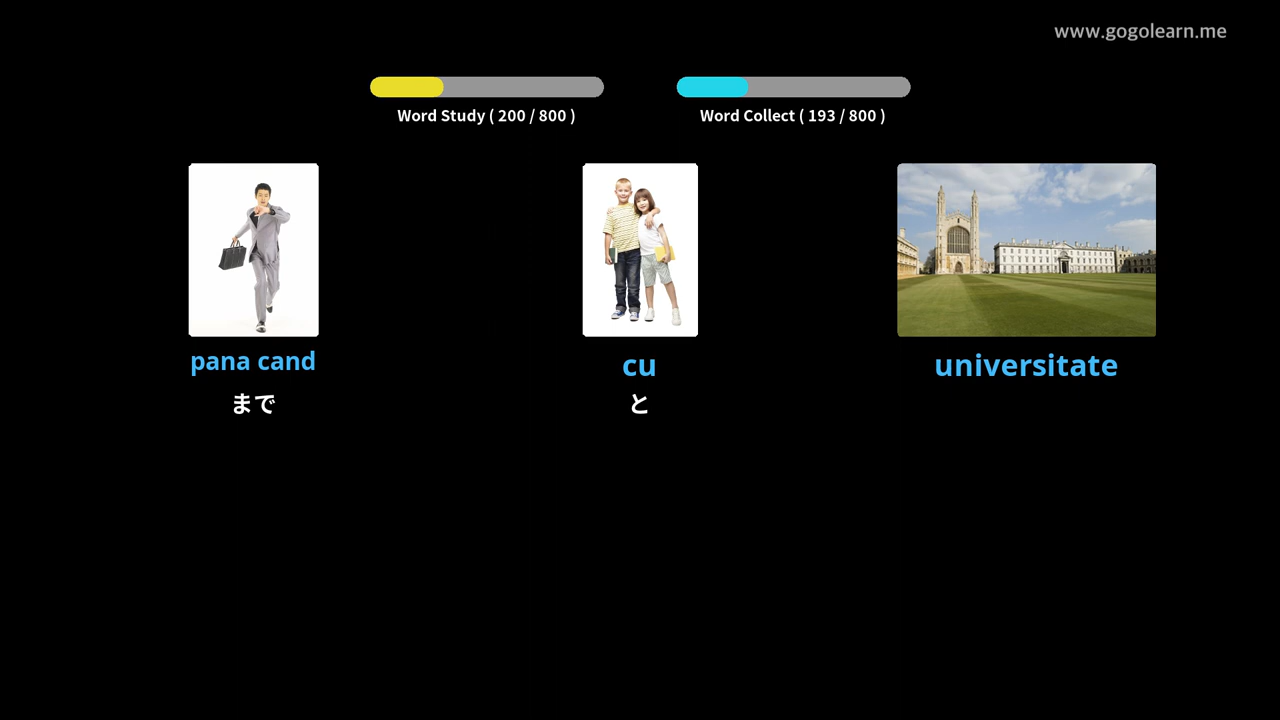 www.gogolearn.me
Word Study ( 200 / 800 )
Word Collect ( 193 / 800 )
pana cand
cu
universitate
まで
と